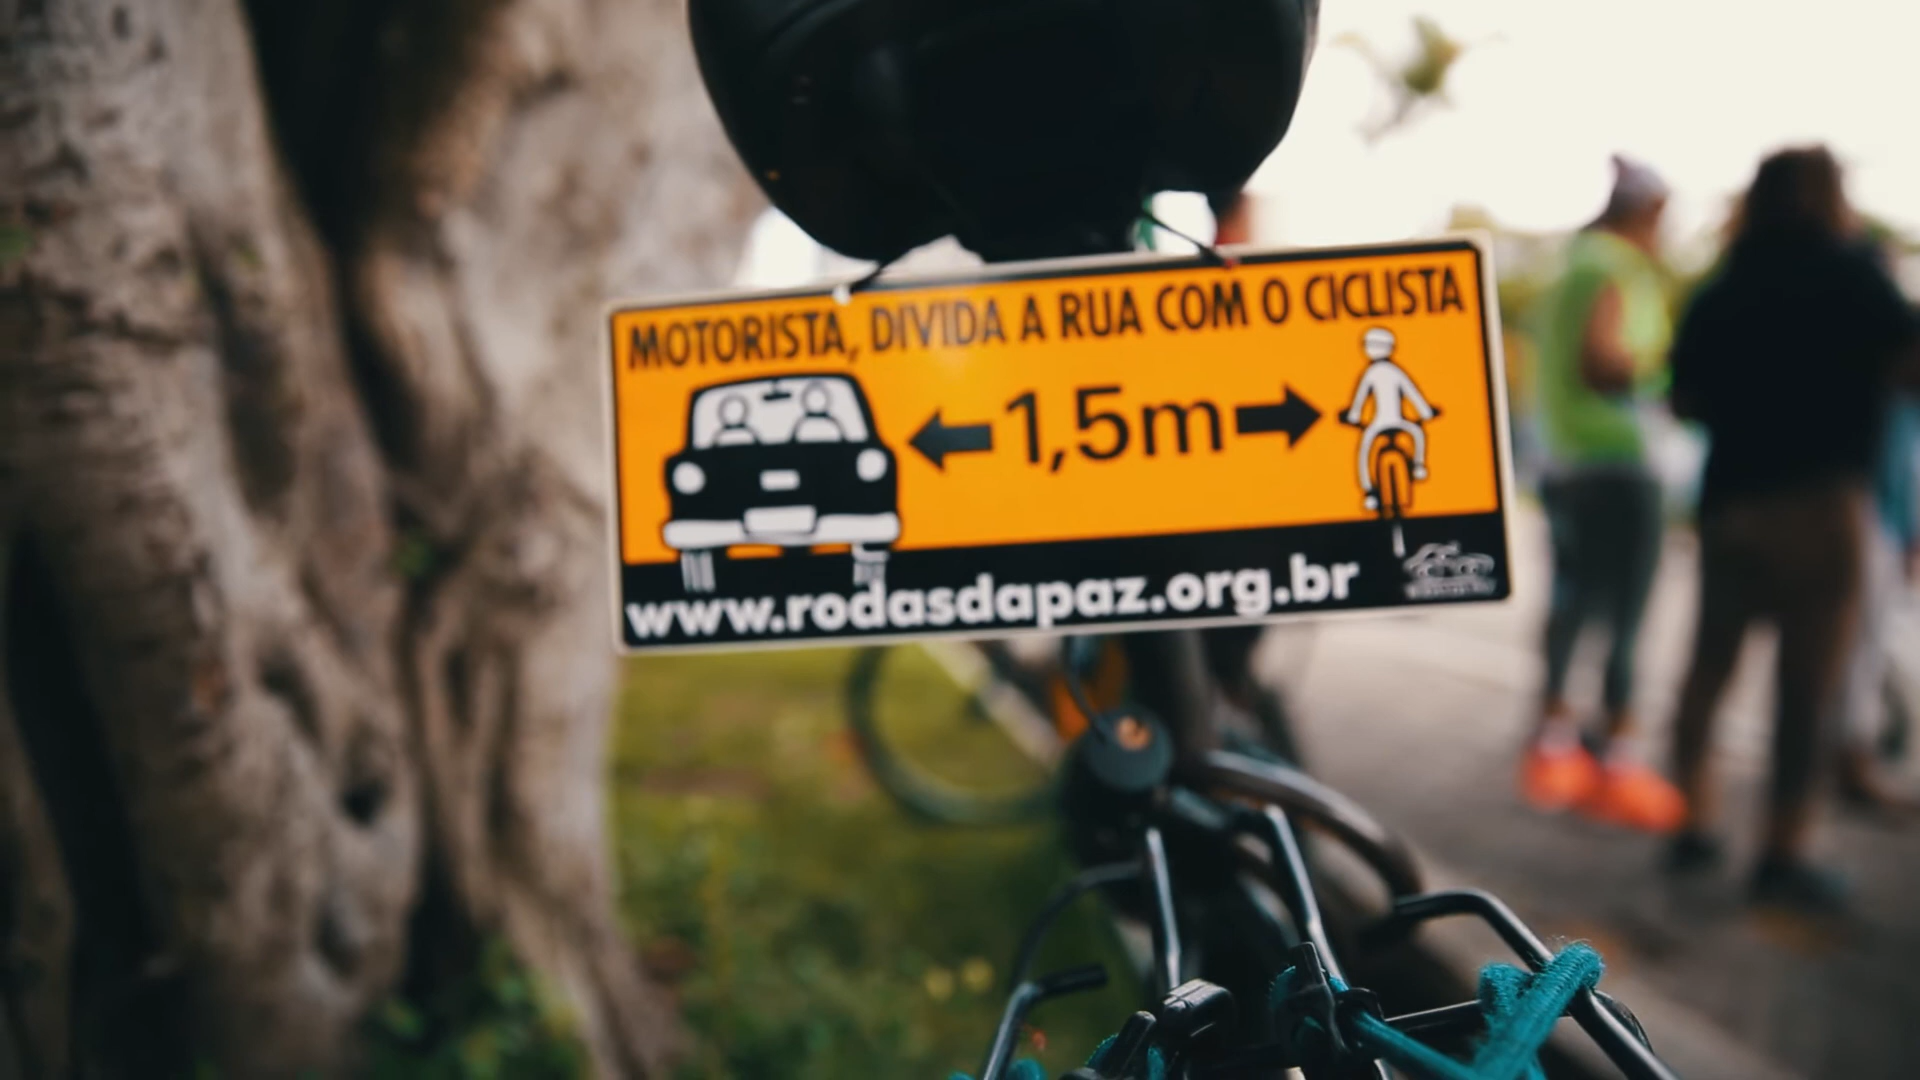 MOTORISTA, DIVIDA A RUA COM O CICLISTA
1,5m
www.rodasdapaz.org.br